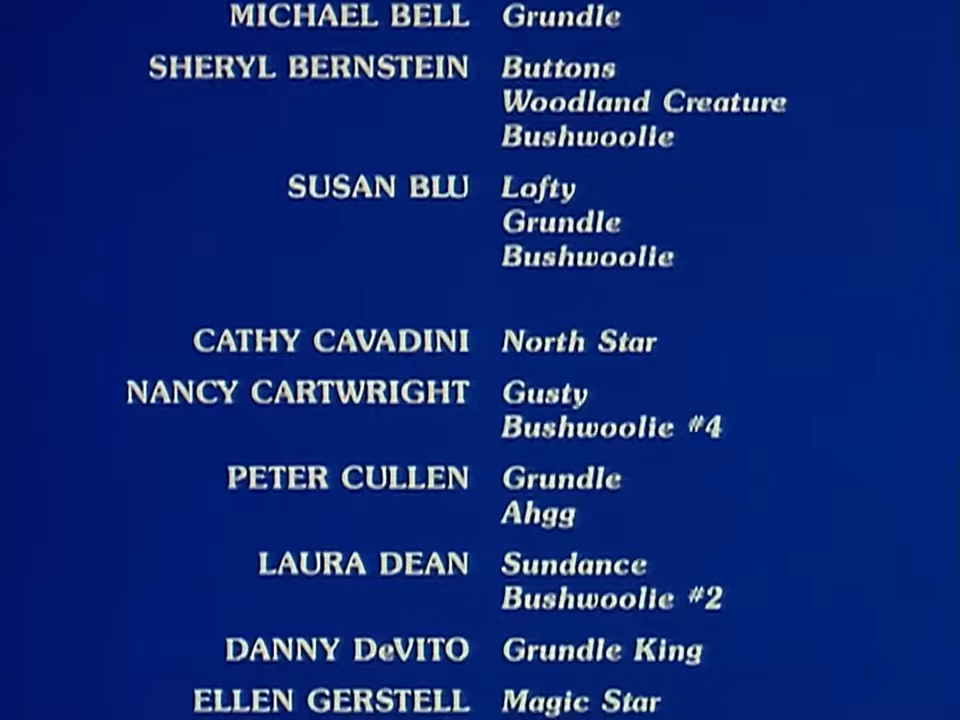 MICHAEL BELL Grundle
SHERYL BERNSTEIN Buttons
Woodland Creature
Bushwoolie
SUSAN BLU Lofty
Grundle
Bushwoolie
CATHY CAVADINI North Star
NANCY CARTWRIGHT Gusty
Bushwoolie #4
PETER CULLEN Grundle
Ahgg
LAURA DEAN Sundance
Bushwoolie #2
DANNY DeVITO Grundle King
ELLEN GERSTELL Magic Star